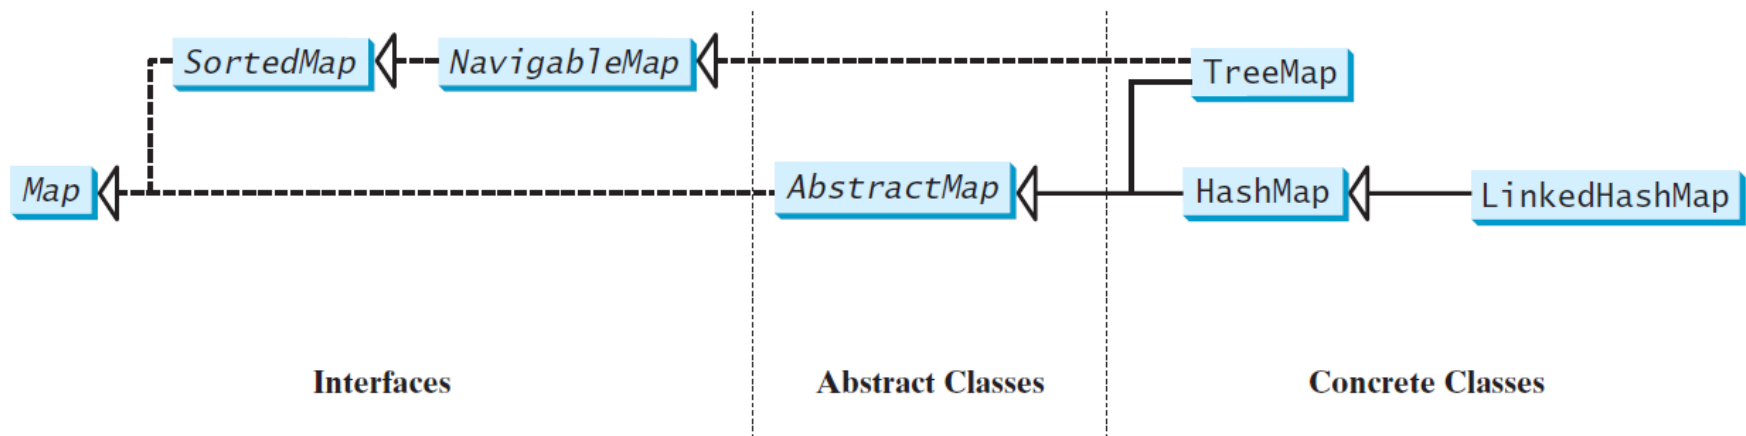 SortedMap
NavigableMap
TreeMap
Map
AbstractMap
HashMap
LinkedHashMap
Interfaces
Abstract Classes
Concrete Classes